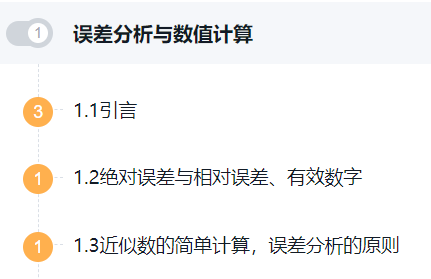 1 误差分析与数值计算
3 1.1引言
1 1.2绝对误差与相对误差、有效数字
1 1.3近似数的简单计算，误差分析的原则